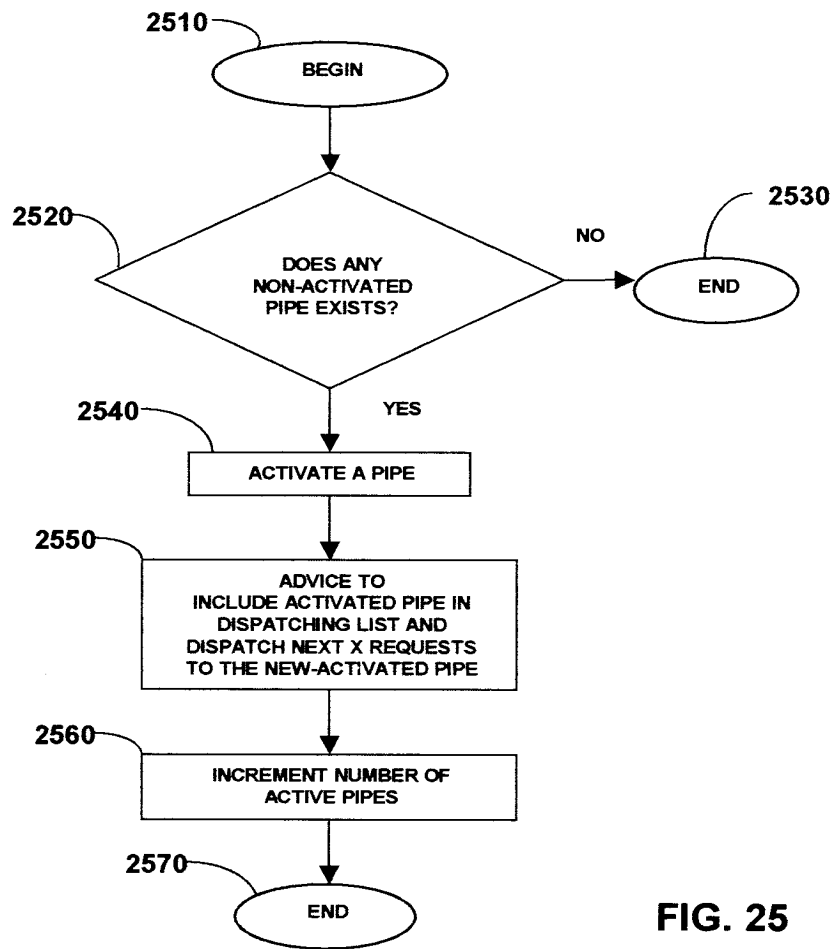 2510
BEGIN
2520
DOES ANY
NON-ACTIVATED
PIPE EXISTS?
NO
2530
END
YES
2540
ACTIVATE A PIPE
2550
ADVICE TO
INCLUDE ACTIVATED PIPE IN
DISPATCHING LIST AND
DISPATCH NEXT X REQUESTS
TO THE NEW-ACTIVATED PIPE
2560
INCREMENT NUMBER OF
ACTIVE PIPES
2570
END
FIG. 25